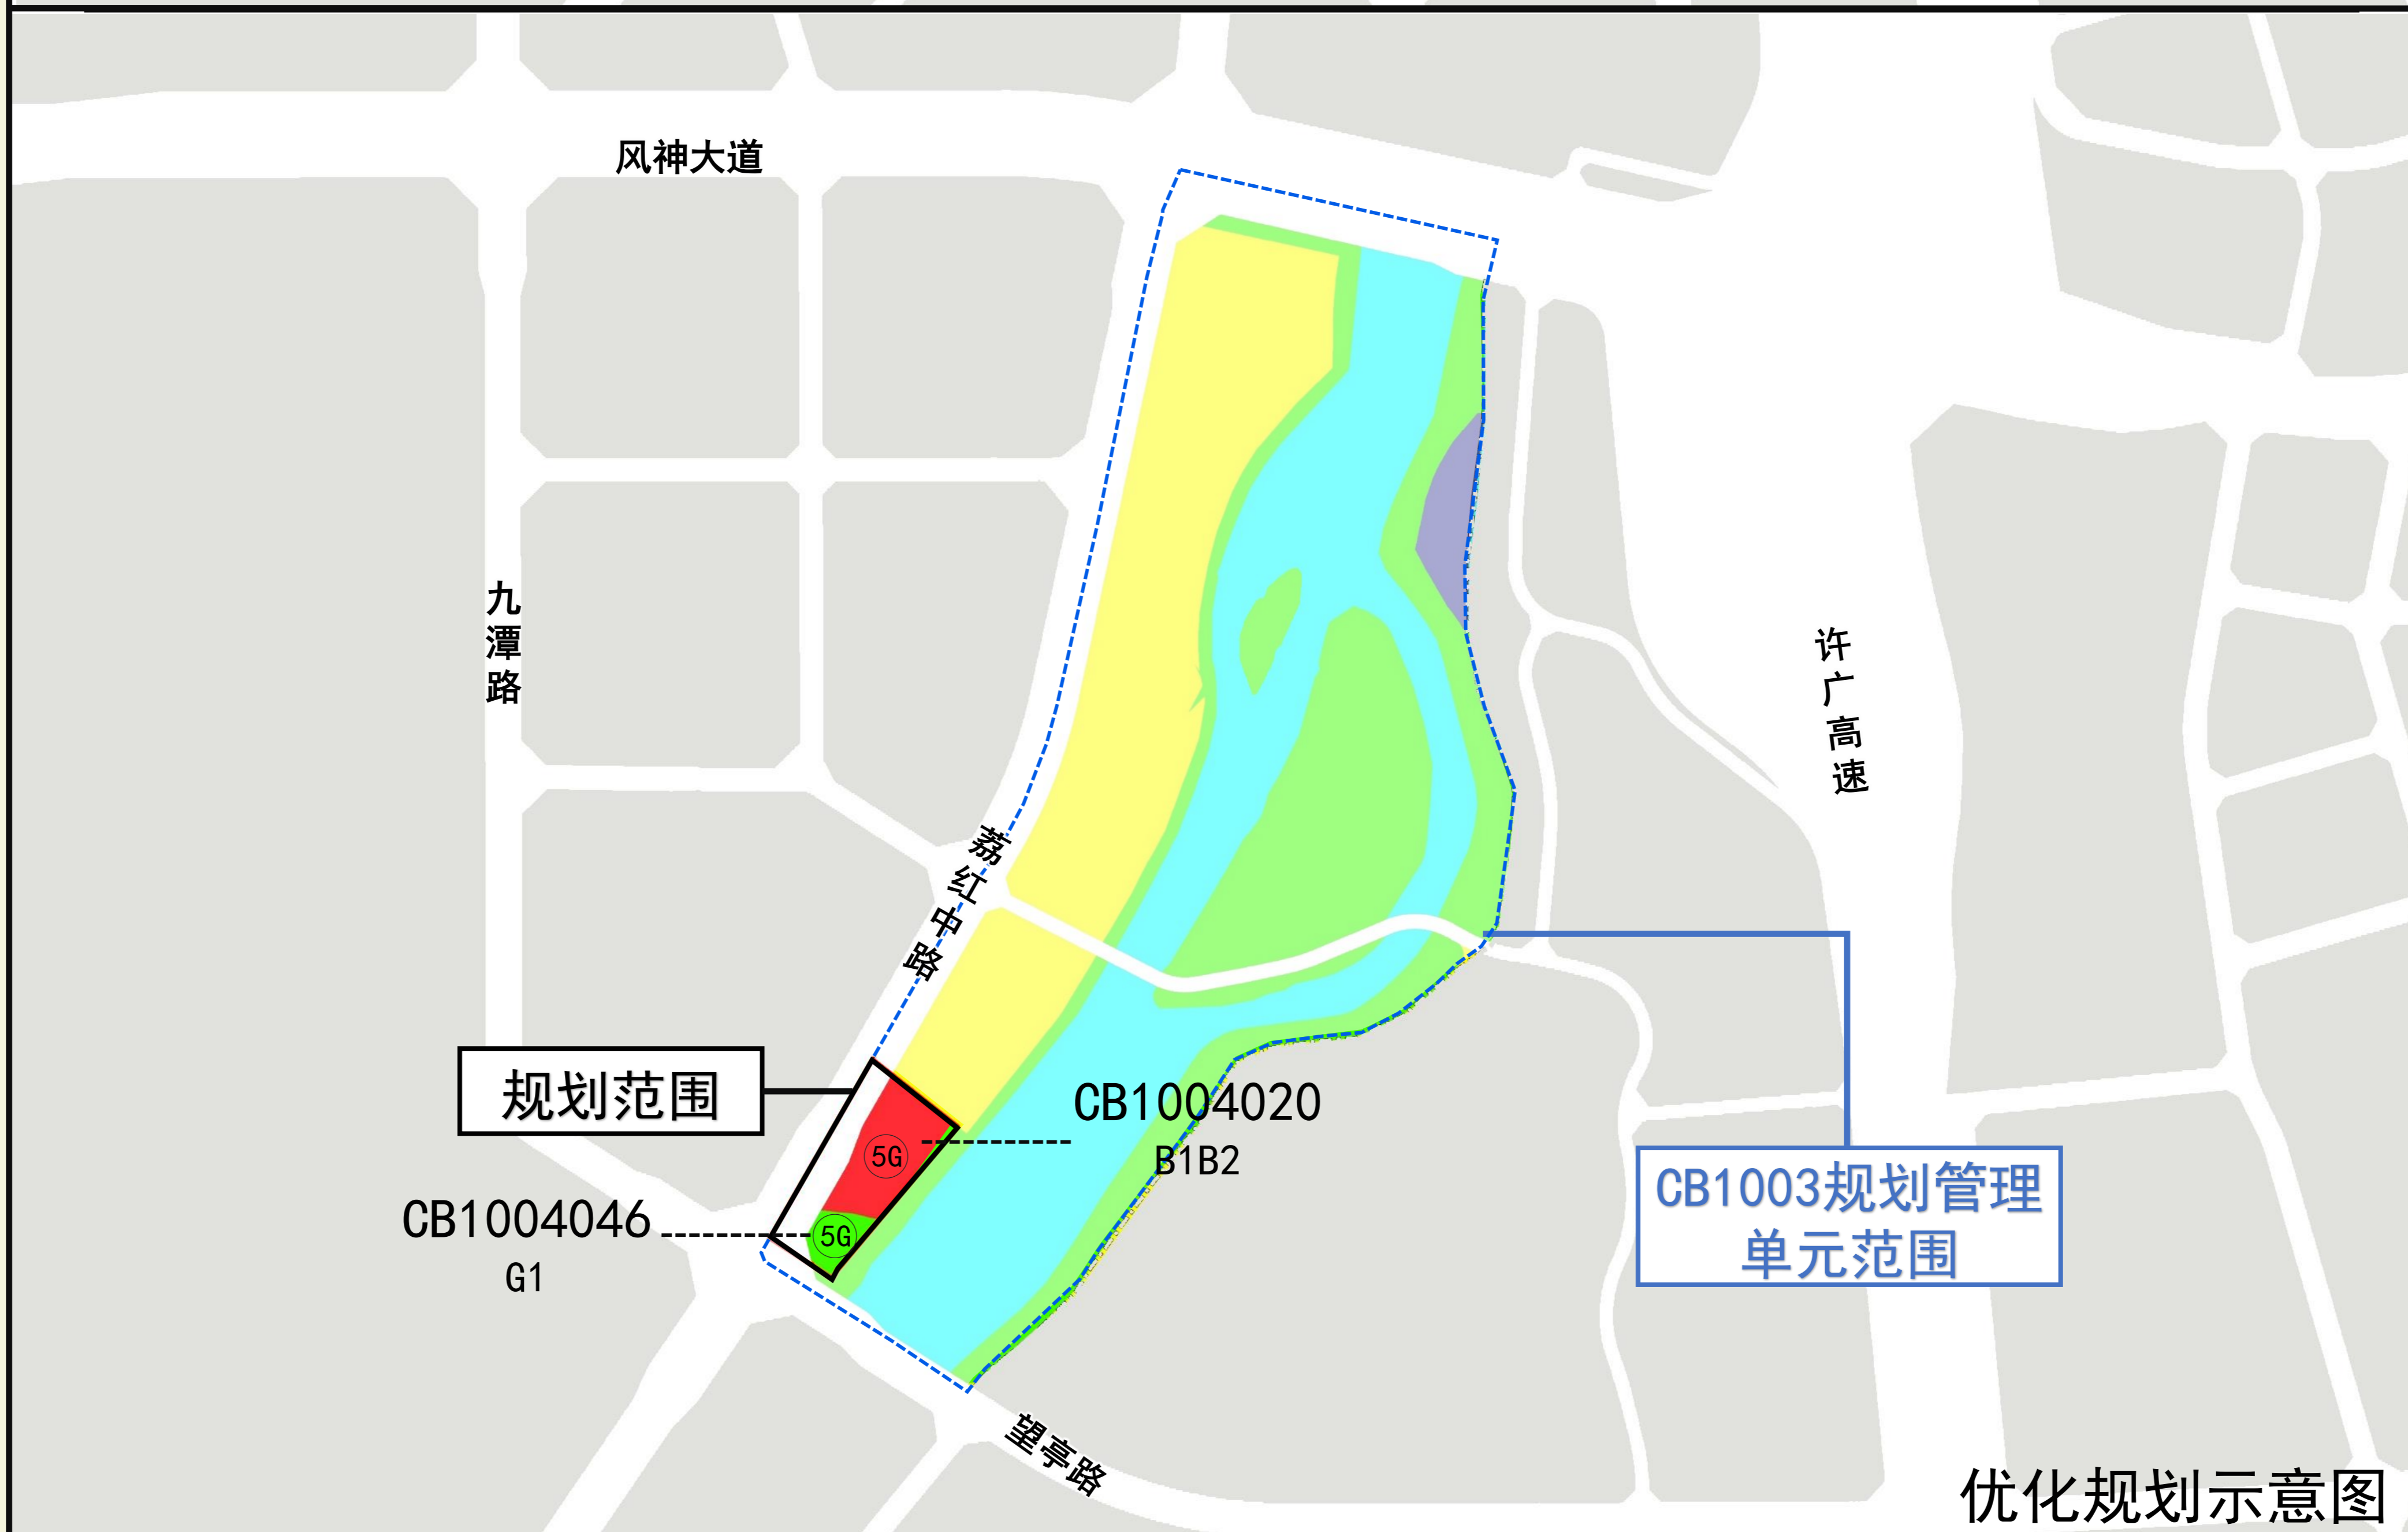 风神大道
九潭路
许广高速
荔红中路
规划范围
CB1004020
B1B2
5G
CB1004046
G1
5G
CB1003规划管理
单元范围
望亭路
优化规划示意图